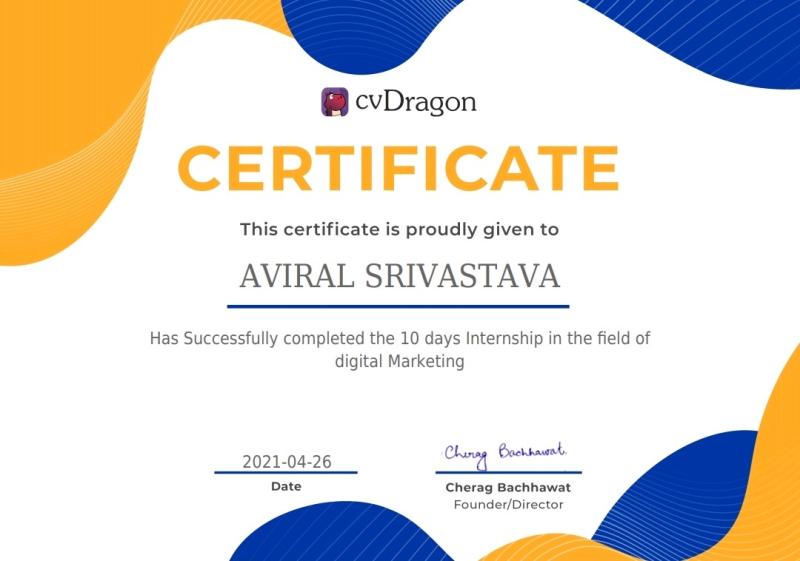 cvDragon
CERTIFICATE
This certificate is proudly given to
AVIRAL SRIVASTAVA
Has Successfully completed the 10 days Internship in the field of
digital Marketing
2021-04-26
Date
Cherag Bachhawat
Cherag Bachhawat
Founder/Director